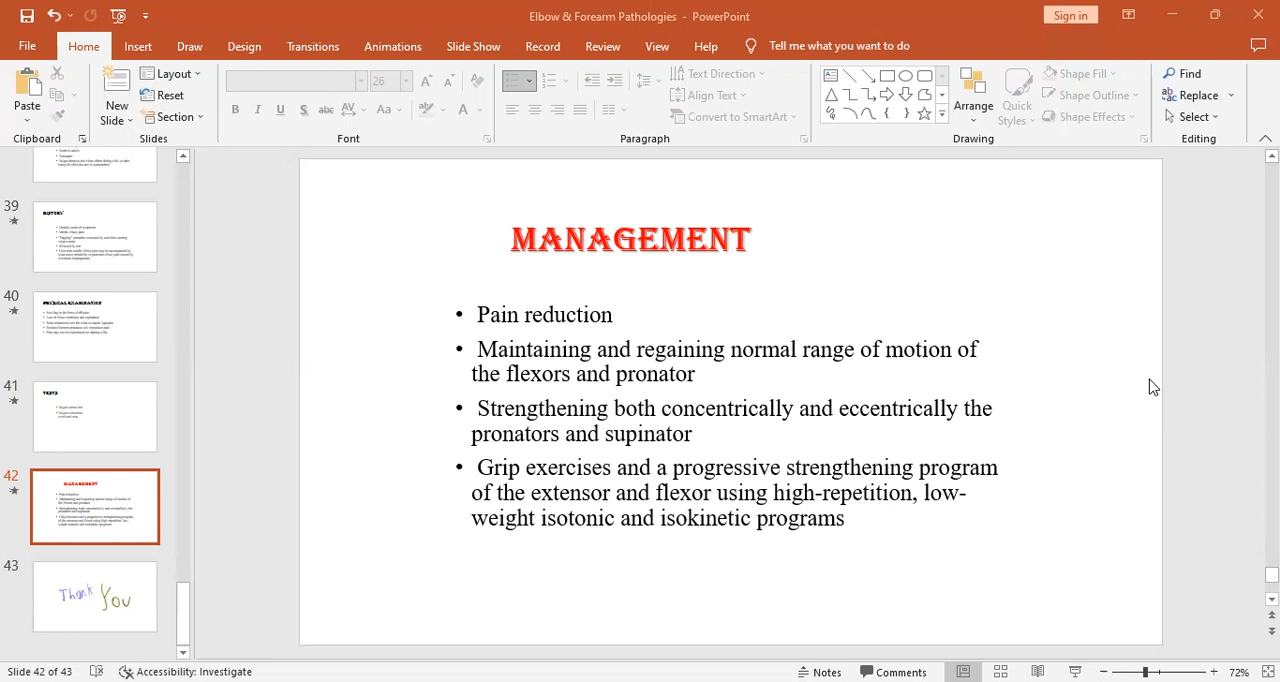 Elbow & Forearm Pathologies - PowerPoint
Sign in
File Home Insert Draw Design Transitions Animations Slide Show Record Review View Help Tell me what you want to do
Paste
New Slide
Layout
Reset
Section
26
Text Direction
Align Text
Convert to SmartArt
Arrange
Quick Styles
Shape Fill
Shape Outline
Shape Effects
Find
Replace
Select
Clipboard Slides Font Paragraph Drawing Editing
39
HISTORY
40
PHYSICAL EXAMINATION
41
TESTS
42
MANAGEMENT
43
Thank You
MANAGEMENT
• Pain reduction
• Maintaining and regaining normal range of motion of
the flexors and pronator
• Strengthening both concentrically and eccentrically the
pronators and supinator
• Grip exercises and a progressive strengthening program
of the extensor and flexor using high-repetition, low-
weight isotonic and isokinetic programs
Slide 42 of 43 Accessibility: Investigate Notes Comments 72%